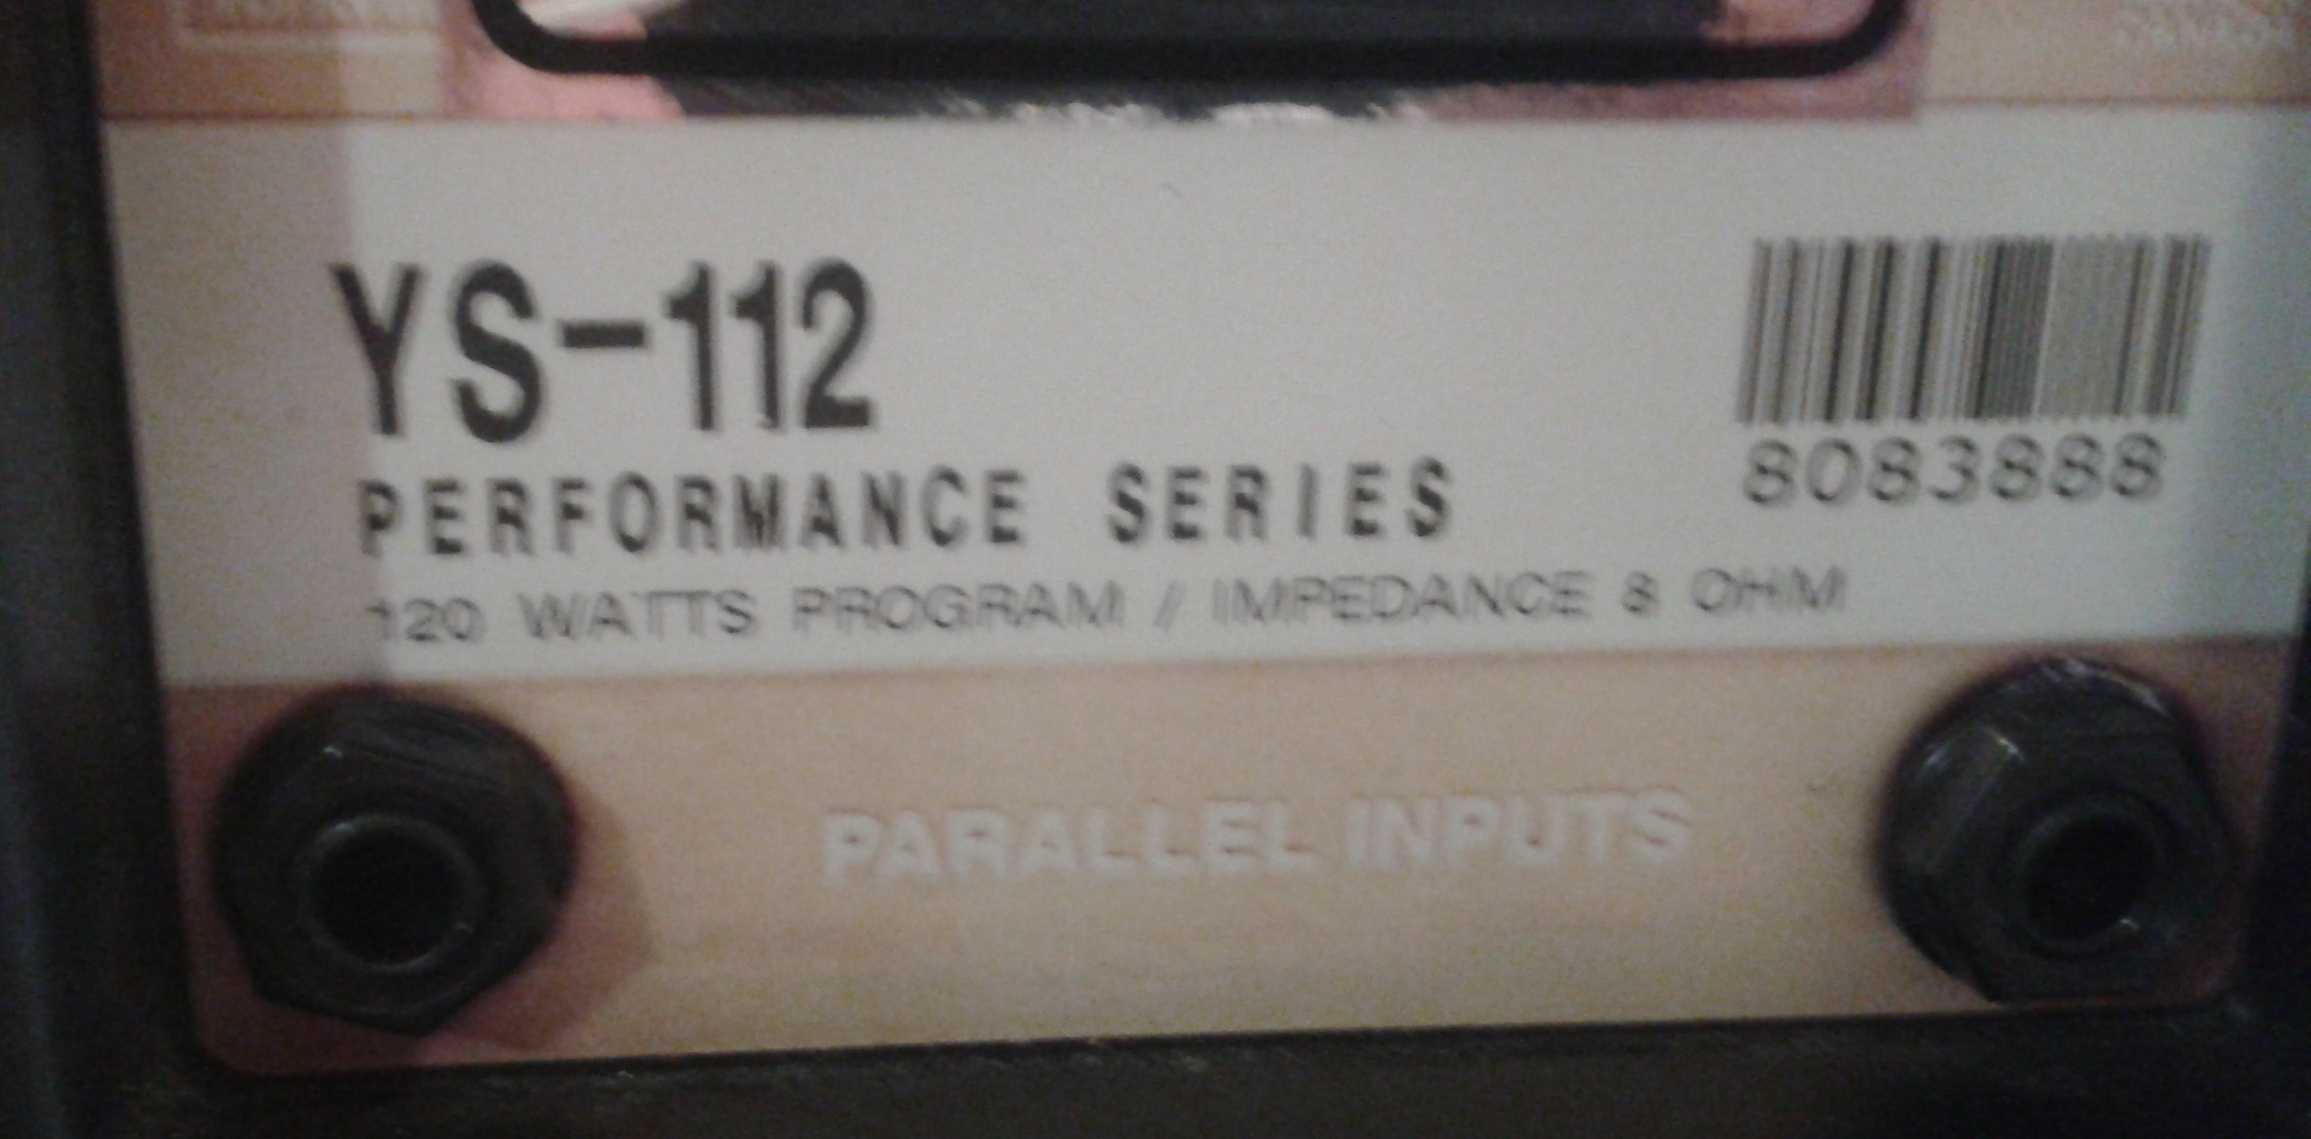 YS-112
8083888
PERFORMANCE SERIES
120 WATTS PROGRAM / IMPEDANCE 8 OHM
PARALLEL INPUTS